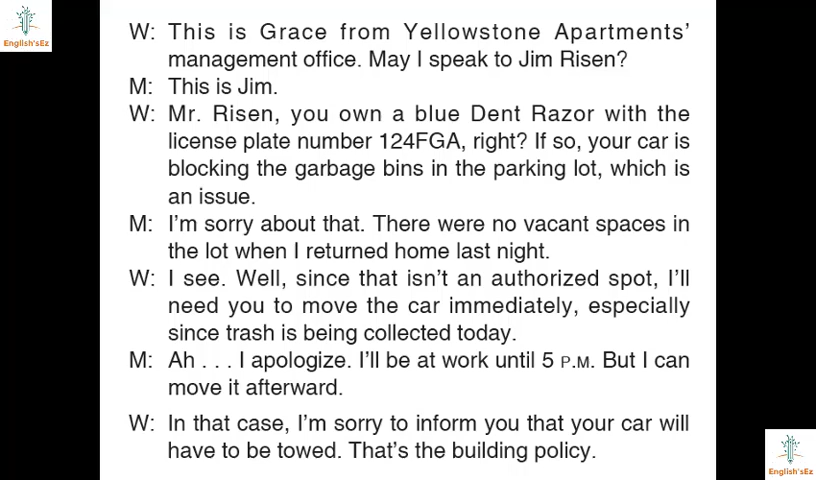 English'sEz
W: This is Grace from Yellowstone Apartments’
management office. May I speak to Jim Risen?
M: This is Jim.
W: Mr. Risen, you own a blue Dent Razor with the
license plate number 124FGA, right? If so, your car is
blocking the garbage bins in the parking lot, which is
an issue.
M: I’m sorry about that. There were no vacant spaces in
the lot when I returned home last night.
W: I see. Well, since that isn’t an authorized spot, I’ll
need you to move the car immediately, especially
since trash is being collected today.
M: Ah . . . I apologize. I’ll be at work until 5 P.M. But I can
move it afterward.
W: In that case, I’m sorry to inform you that your car will
have to be towed. That’s the building policy.
English'sEz